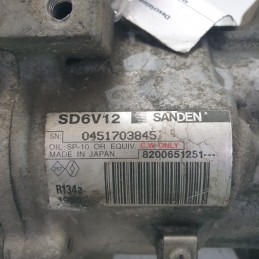 SD6V12 SANDEN
SN 0451703845
OIL:SP-10 OR EQUIV. C.W ONLY
MADE IN JAPAN 8200651251---
R134a